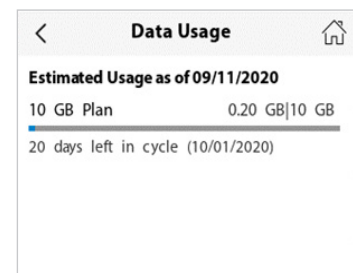 Data Usage
Estimated Usage as of 09/11/2020
10 GB Plan 0.20 GB|10 GB
20 days left in cycle (10/01/2020)